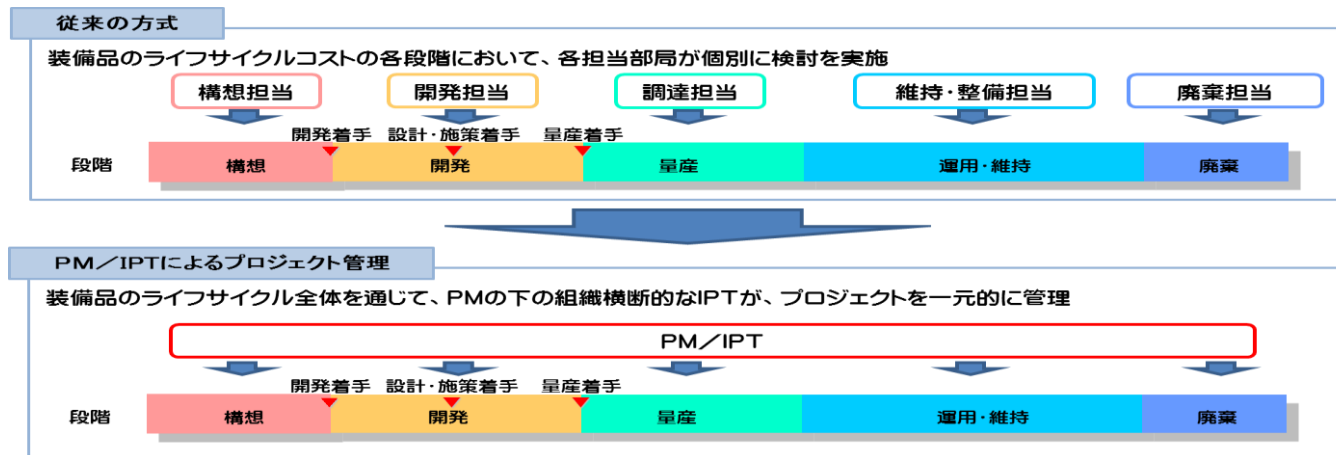 従来の方式
装備品のライフサイクルコストの各段階において、各担当部局が個別に検討を実施
構想担当 開発担当 調達担当 維持・整備担当 廃棄担当
開発着手 設計・施策着手 量産着手
段階 構想 開発 量産 運用・維持 廃棄
PM／IPTによるプロジェクト管理
装備品のライフサイクル全体を通じて、PMの下の組織横断的なIPTが、プロジェクトを一元的に管理
PM／IPT
開発着手 設計・施策着手 量産着手
段階 構想 開発 量産 運用・維持 廃棄